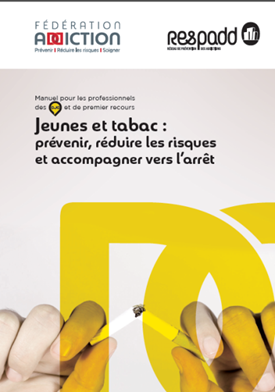 FÉDÉRATION
ADDICTION
Prévenir | Réduire les risques | Soigner
RESPADD
Manuel pour les professionnels
des CJC et de premier recours
Jeunes et tabac :
prévenir, réduire les risques
et accompagner vers l'arrêt